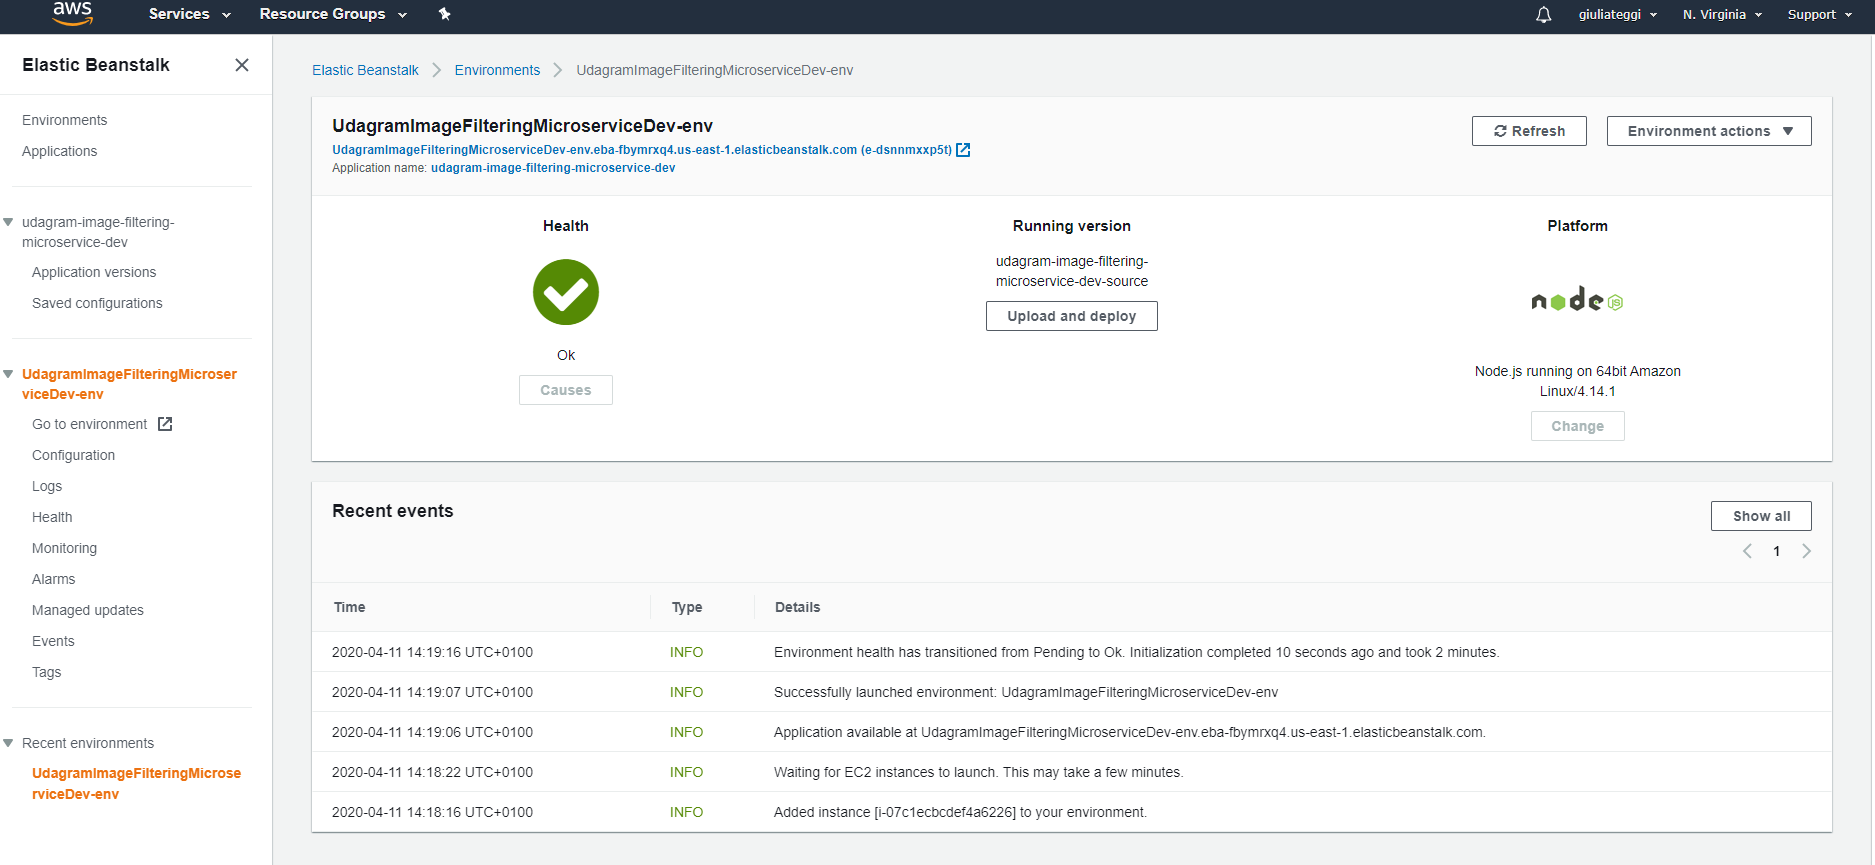 aws
Services
Resource Groups
giuliateggi
N. Virginia
Support
Elastic Beanstalk
Environments
Applications
udagram-image-filtering-
microservice-dev
Application versions
Saved configurations
UdagramImageFilteringMicroser
viceDev-env
Go to environment
Configuration
Logs
Health
Monitoring
Alarms
Managed updates
Events
Tags
Recent environments
UdagramImageFilteringMicrose
rviceDev-env
Elastic Beanstalk
Environments
UdagramImageFilteringMicroserviceDev-env
UdagramImageFilteringMicroserviceDev-env
UdagramImageFilteringMicroserviceDev-env.eba-fbymrxq4.us-east-1.elasticbeanstalk.com (e-dsnnmxxp5t)
Application name: udagram-image-filtering-microservice-dev
Refresh
Environment actions
Health
Ok
Causes
Running version
udagram-image-filtering-
microservice-dev-source
Upload and deploy
Platform
node JS
Node.js running on 64bit Amazon
Linux/4.14.1
Change
Recent events
Show all
1
Time Type Details
2020-04-11 14:19:16 UTC+0100 INFO Environment health has transitioned from Pending to Ok. Initialization completed 10 seconds ago and took 2 minutes.
2020-04-11 14:19:07 UTC+0100 INFO Successfully launched environment: UdagramImageFilteringMicroserviceDev-env
2020-04-11 14:19:06 UTC+0100 INFO Application available at UdagramImageFilteringMicroserviceDev-env.eba-fbymrxq4.us-east-1.elasticbeanstalk.com.
2020-04-11 14:18:22 UTC+0100 INFO Waiting for EC2 instances to launch. This may take a few minutes.
2020-04-11 14:18:16 UTC+0100 INFO Added instance [i-07c1ecbcdef4a6226] to your environment.